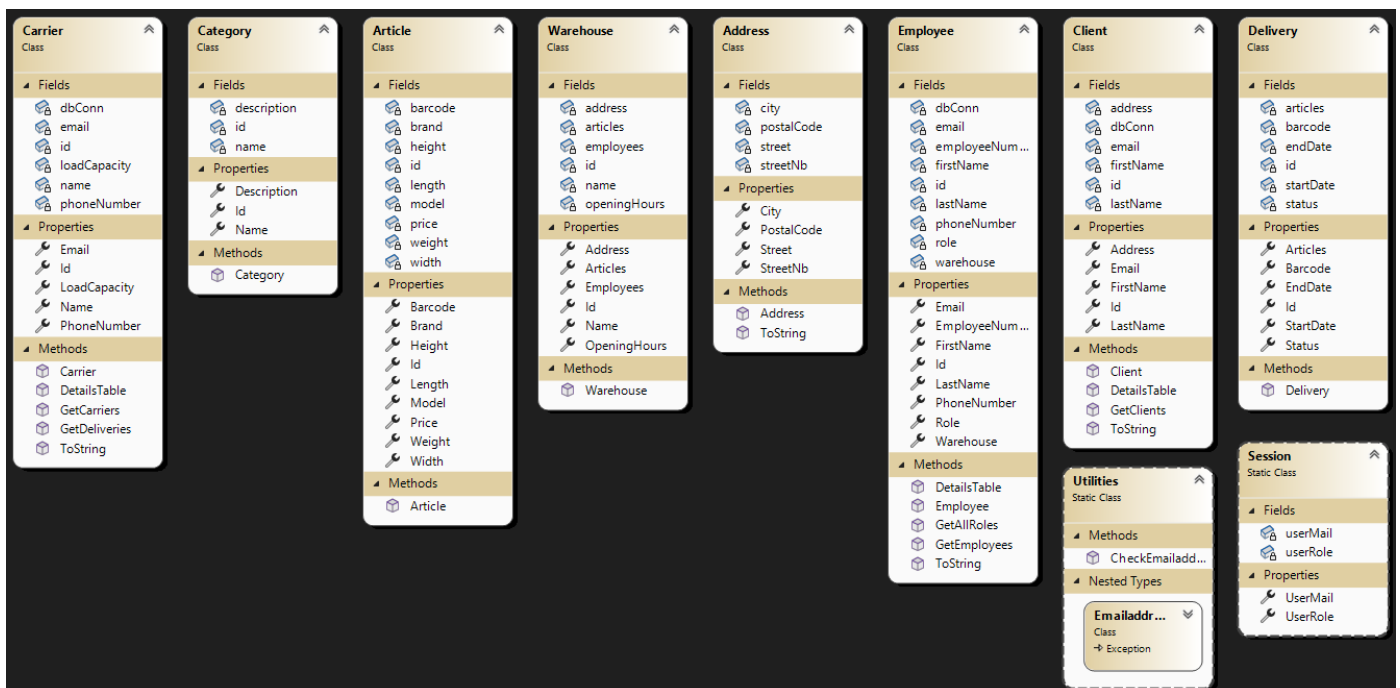 Carrier
Class
Fields
dbConn
email
id
loadCapacity
name
phoneNumber
Properties
Email
Id
LoadCapacity
Name
PhoneNumber
Methods
Carrier
DetailsTable
GetCarriers
GetDeliveries
ToString
Category
Class
Fields
description
id
name
Properties
Description
Id
Name
Methods
Category
Article
Class
Fields
barcode
brand
height
id
length
model
price
weight
width
Properties
Barcode
Brand
Height
Id
Length
Model
Price
Weight
Width
Methods
Article
Warehouse
Class
Fields
address
articles
employees
id
name
openingHours
Properties
Address
Articles
Employees
Id
Name
OpeningHours
Methods
Warehouse
Address
Class
Fields
city
postalCode
street
streetNb
Properties
City
PostalCode
Street
StreetNb
Methods
Address
ToString
Employee
Class
Fields
dbConn
email
employeeNum...
firstName
id
lastName
phoneNumber
role
warehouse
Properties
Email
EmployeeNum...
FirstName
Id
LastName
PhoneNumber
Role
Warehouse
Methods
DetailsTable
Employee
GetAllRoles
GetEmployees
ToString
Client
Class
Fields
address
dbConn
email
firstName
id
lastName
Properties
Address
Email
FirstName
Id
LastName
Methods
Client
DetailsTable
GetClients
ToString
Utilities
Static Class
Methods
CheckEmailadd...
Nested Types
Emailaddr...
Class
Exception
Delivery
Class
Fields
articles
barcode
endDate
id
startDate
status
Properties
Articles
Barcode
EndDate
Id
StartDate
Status
Methods
Delivery
Session
Static Class
Fields
userMail
userRole
Properties
UserMail
UserRole